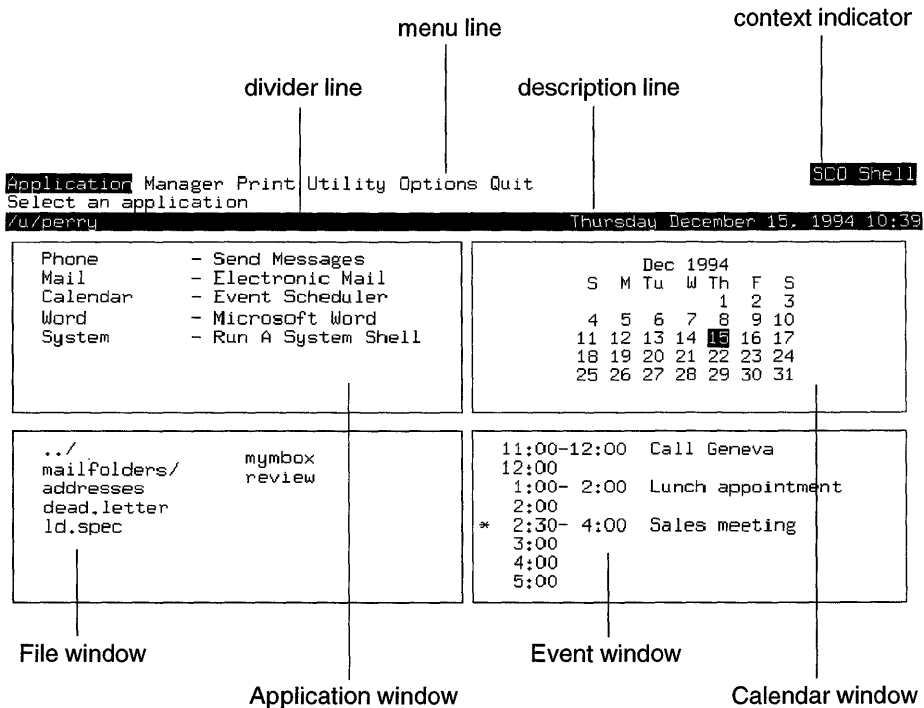 context indicator
menu line
divider line
description line
SCO Shell
Application Manager Print Utility Options Quit
Select an application
/u/perry Thursday December 15, 1994 10:39
Phone - Send Messages
Mail - Electronic Mail
Calendar - Event Scheduler
Word - Microsoft Word
System - Run A System Shell
Dec 1994
S M Tu W Th F S
1 2 3
4 5 6 7 8 9 10
11 12 13 14 15 16 17
18 19 20 21 22 23 24
25 26 27 28 29 30 31
../
mailfolders/
addresses
dead.letter
ld.spec
mymbox
review
11:00-12:00 Call Geneva
12:00
1:00- 2:00 Lunch appointment
2:00
* 2:30- 4:00 Sales meeting
3:00
4:00
5:00
File window
Event window
Application window
Calendar window